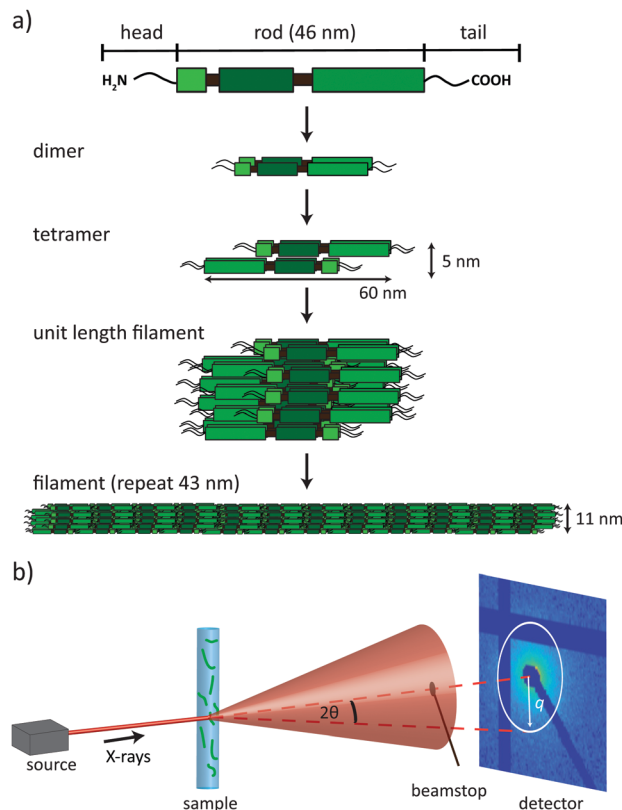 a)
head
rod (46 nm)
tail
H₂N
COOH
dimer
tetramer
5 nm
60 nm
unit length filament
filament (repeat 43 nm)
11 nm
b)
2θ
q
source
X-rays
sample
beamstop
detector